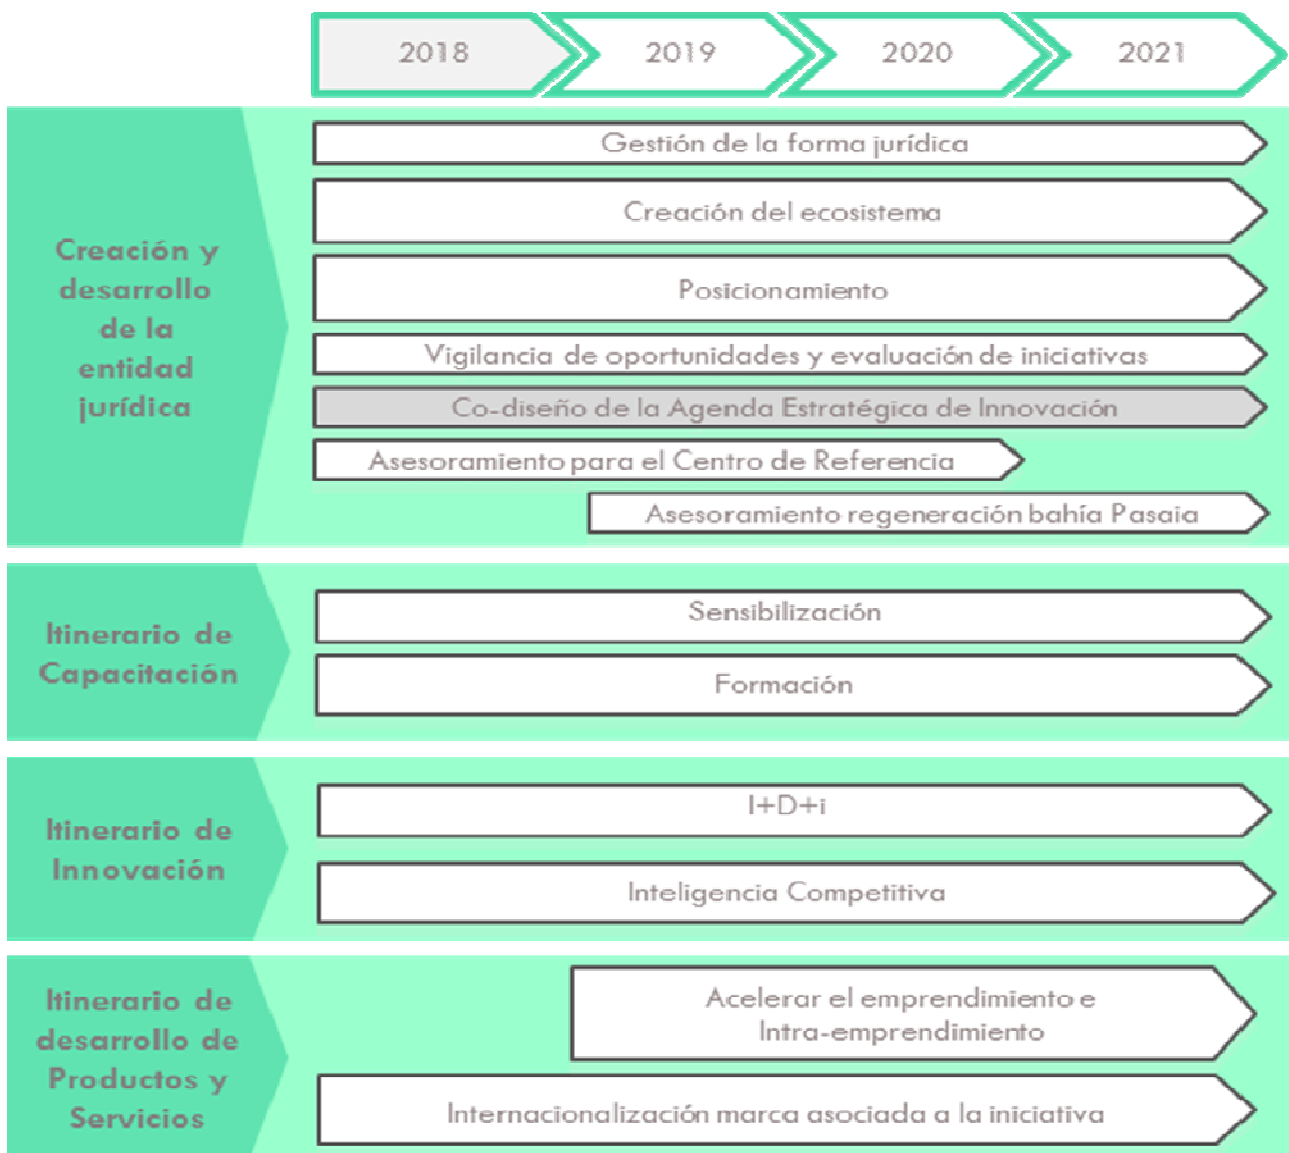 2018 2019 2020 2021
Creación y
desarrollo
de la
entidad
jurídica
Gestión de la forma jurídica
Creación del ecosistema
Posicionamiento
Vigilancia de oportunidades y evaluación de iniciativas
Co-diseño de la Agenda Estratégica de Innovación
Asesoramiento para el Centro de Referencia
Asesoramiento regeneración bahía Pasaia
Itinerario de
Capacitación
Sensibilización
Formación
Itinerario de
Innovación
I+D+i
Inteligencia Competitiva
Itinerario de
desarrollo de
Productos y
Servicios
Acelerar el emprendimiento e
Intra-emprendimiento
Internacionalización marca asociada a la iniciativa